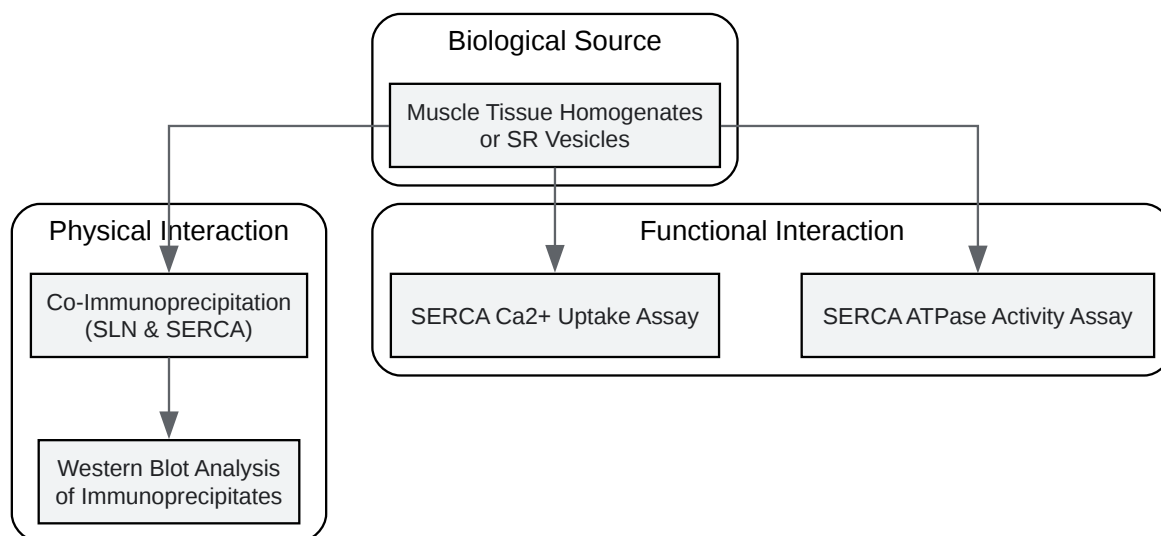 Biological Source
Muscle Tissue Homogenates
or SR Vesicles
Physical Interaction
Co-Immunoprecipitation
(SLN & SERCA)
Western Blot Analysis
of Immunoprecipitates
Functional Interaction
SERCA Ca2+ Uptake Assay
SERCA ATPase Activity Assay